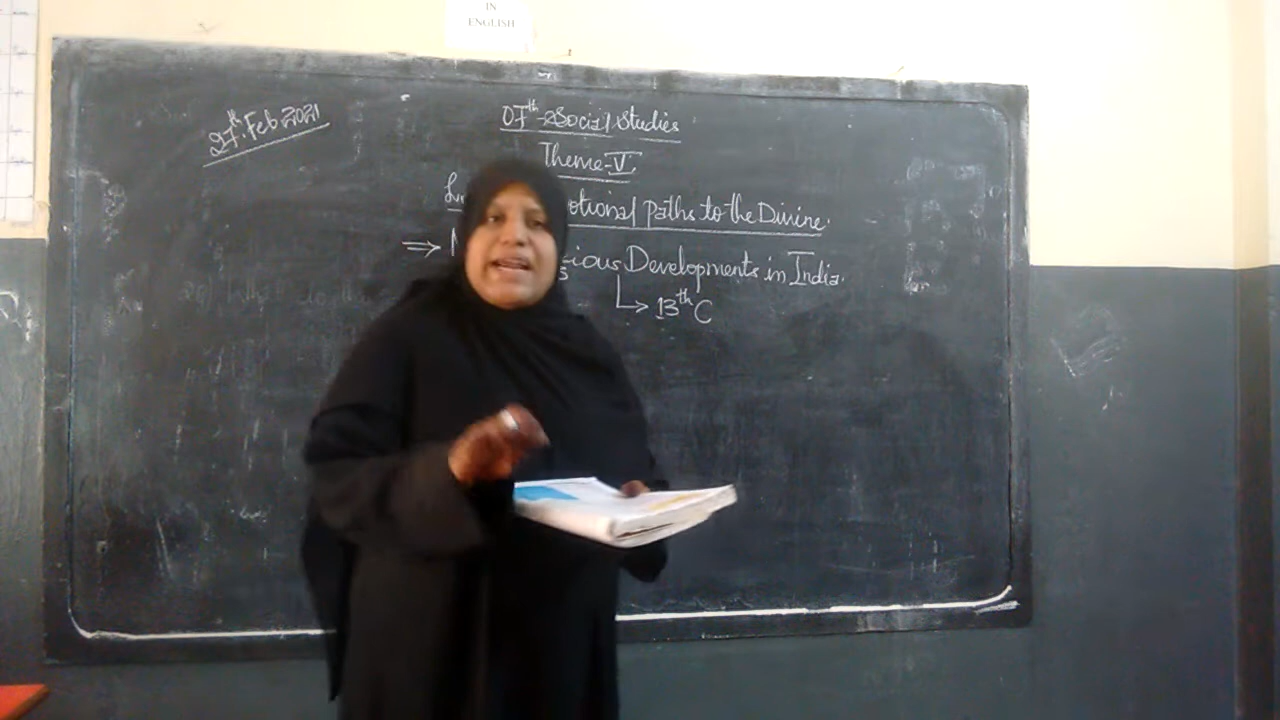 IN
ENGLISH
27th Feb 2021
07th Social Studies
Theme-V
Devotional Paths to the Divine.
⇒ Developments in India.
↳ 13th C